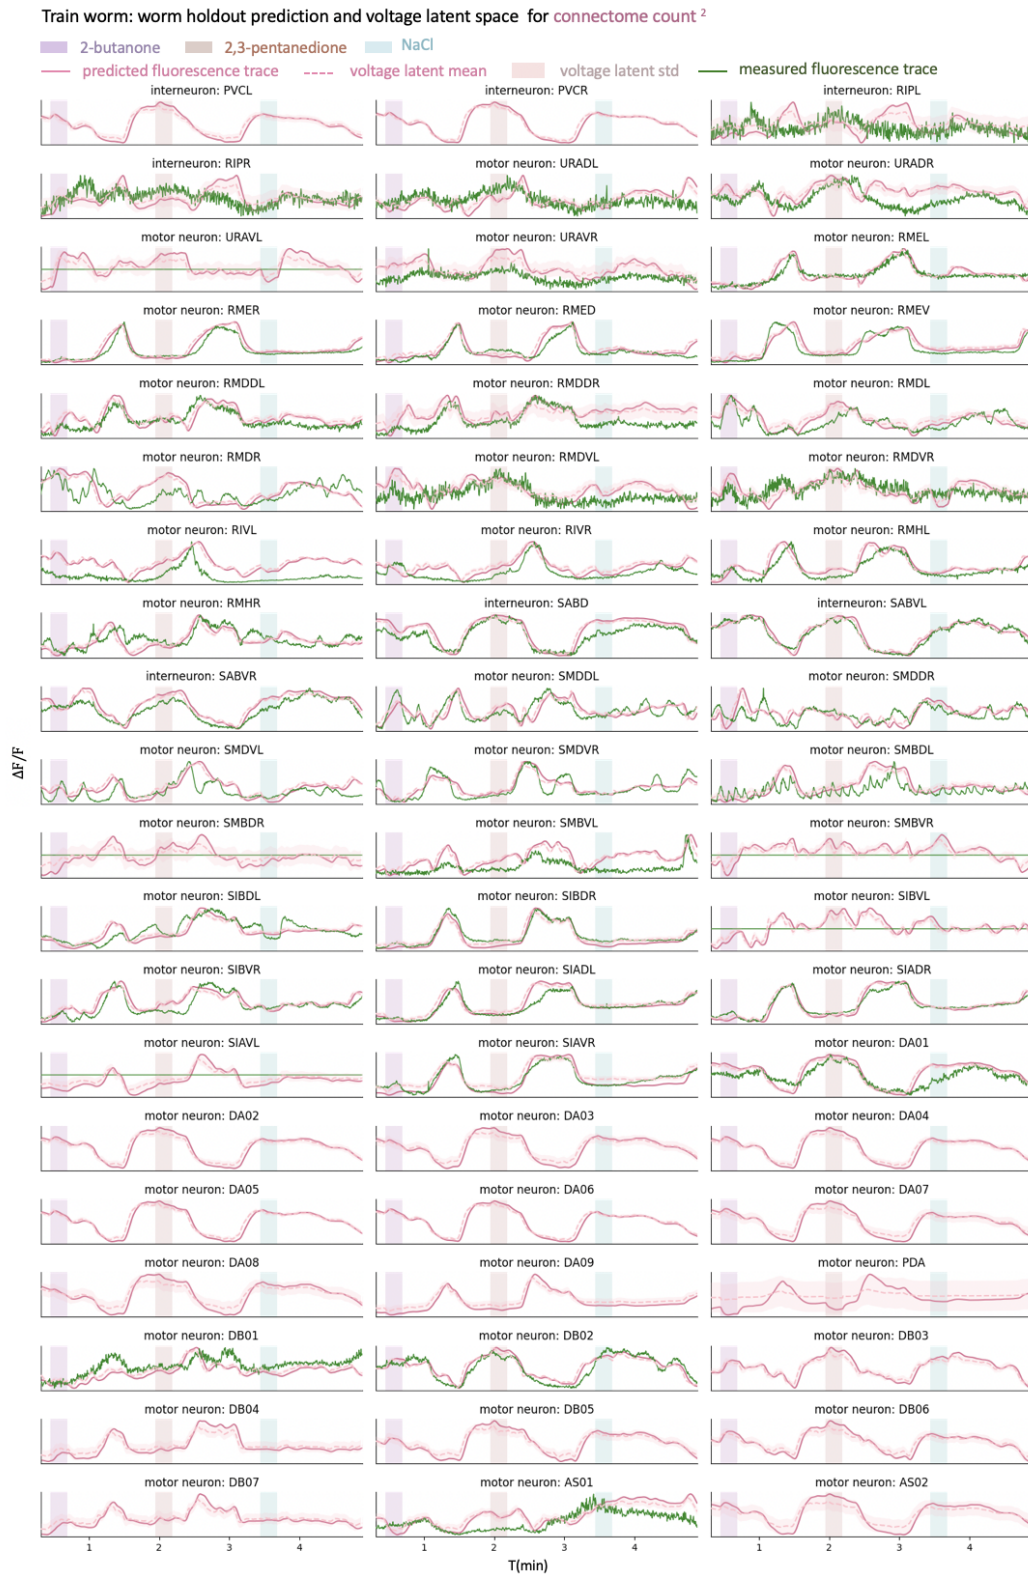 Train worm: worm holdout prediction and voltage latent space for connectome count ²
2-butanone 2,3-pentanedione NaCl
predicted fluorescence trace voltage latent mean voltage latent std measured fluorescence trace
interneuron: PVCL interneuron: PVCR interneuron: RIPL
interneuron: RIPR motor neuron: URADL motor neuron: URADR
motor neuron: URAVL motor neuron: URAVR motor neuron: RMEL
motor neuron: RMER motor neuron: RMED motor neuron: RMEV
motor neuron: RMDDL motor neuron: RMDDR motor neuron: RMDL
motor neuron: RMDR motor neuron: RMDVL motor neuron: RMDVR
motor neuron: RIVL motor neuron: RIVR motor neuron: RMHL
motor neuron: RMHR interneuron: SABD interneuron: SABVL
interneuron: SABVR motor neuron: SMDDL motor neuron: SMDDR
ΔF/F
motor neuron: SMDVL motor neuron: SMDVR motor neuron: SMBDL
motor neuron: SMBDR motor neuron: SMBVL motor neuron: SMBVR
motor neuron: SIBDL motor neuron: SIBDR motor neuron: SIBVL
motor neuron: SIBVR motor neuron: SIADL motor neuron: SIADR
motor neuron: SIAVL motor neuron: SIAVR motor neuron: DA01
motor neuron: DA02 motor neuron: DA03 motor neuron: DA04
motor neuron: DA05 motor neuron: DA06 motor neuron: DA07
motor neuron: DA08 motor neuron: DA09 motor neuron: PDA
motor neuron: DB01 motor neuron: DB02 motor neuron: DB03
motor neuron: DB04 motor neuron: DB05 motor neuron: DB06
motor neuron: DB07 motor neuron: AS01 motor neuron: AS02
1 2 3 4 1 2 3 4 1 2 3 4
T(min)